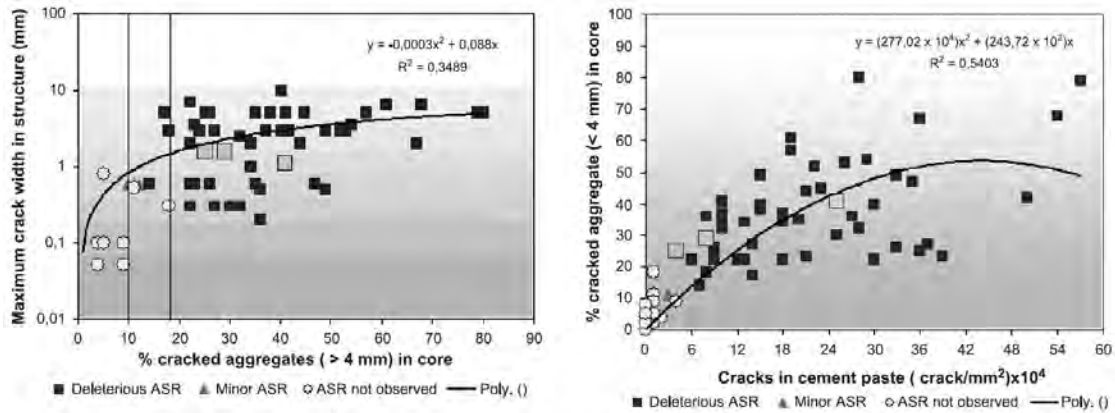 Maximum crack width in structure (mm)
100
10
1
0,1
0,01
y = -0,0003x² + 0,088x
R² = 0,3489
0 10 20 30 40 50 60 70 80 90
% cracked aggregates ( > 4 mm) in core
■ Deleterious ASR ▲ Minor ASR ○ ASR not observed — Poly. ()
% cracked aggregate (< 4 mm) in core
100
90
80
70
60
50
40
30
20
10
0
y = (277,02 x 10⁴)x² + (243,72 x 10²)x
R² = 0,5403
0 6 12 18 24 30 36 42 48 54 60
Cracks in cement paste ( crack/mm²)x10⁴
■ Deleterious ASR ▲ Minor ASR ○ ASR not observed — Poly. ()